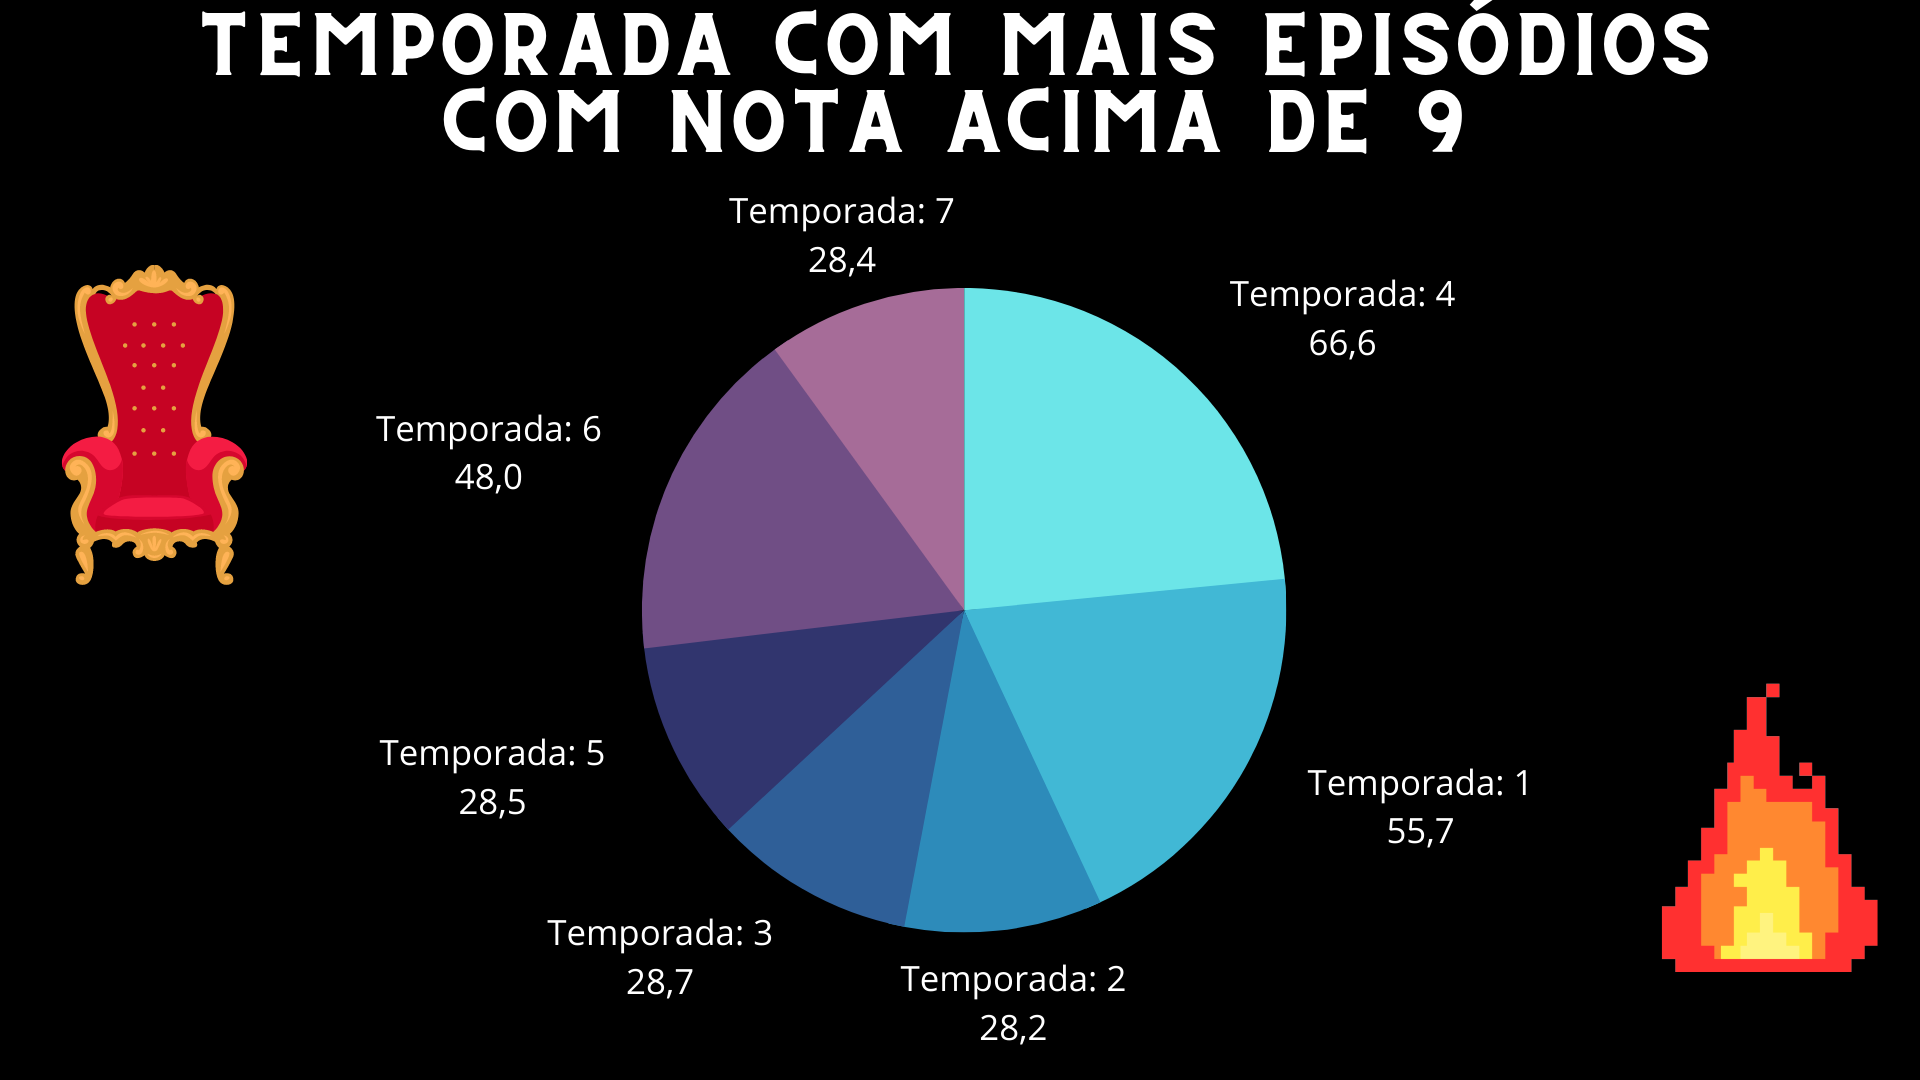 TEMPORADA COM MAIS EPISÓDIOS
COM NOTA ACIMA DE 9
Temporada: 7
28,4
Temporada: 4
66,6
Temporada: 6
48,0
Temporada: 5
28,5
Temporada: 1
55,7
Temporada: 3
28,7
Temporada: 2
28,2